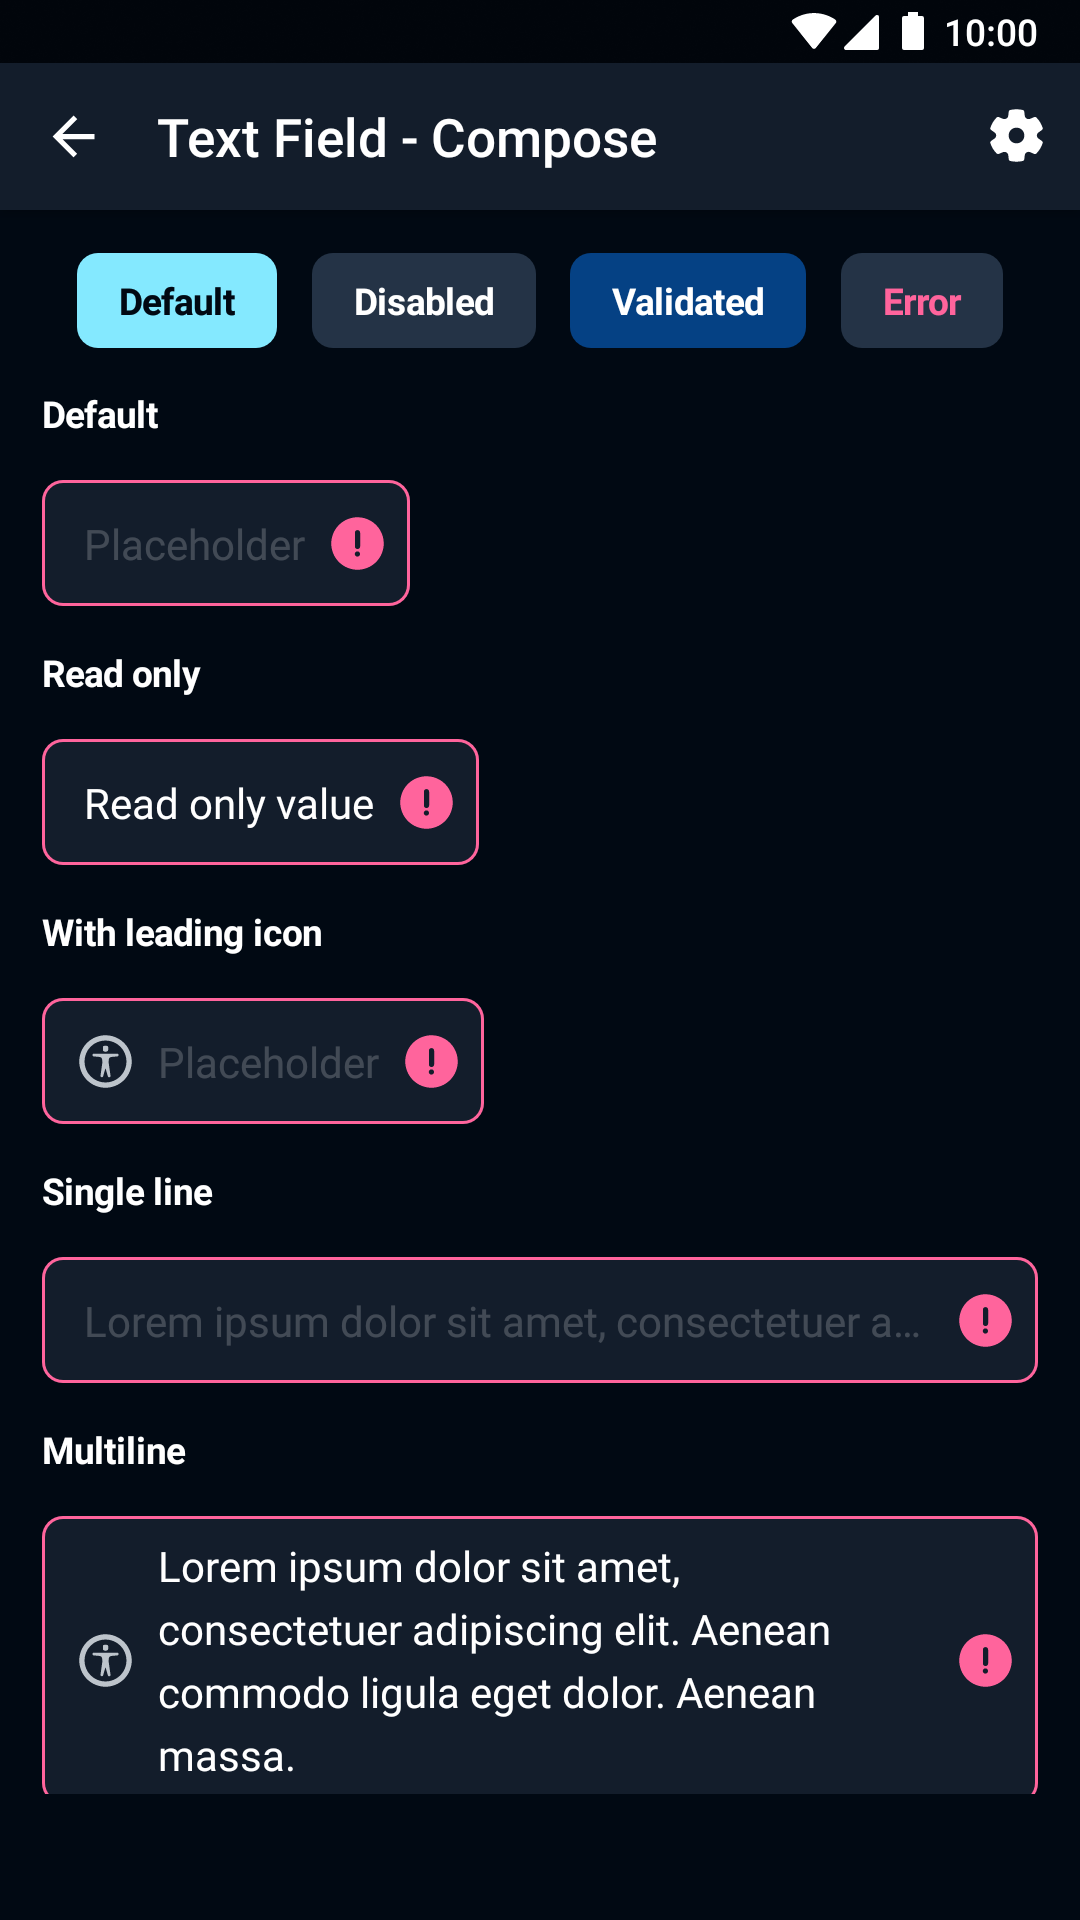 10:00
Text Field - Compose
Default Disabled Validated Error
Default
Placeholder
Read only
Read only value
With leading icon
Placeholder
Single line
Lorem ipsum dolor sit amet, consectetuer a...
Multiline
Lorem ipsum dolor sit amet,
consectetuer adipiscing elit. Aenean
commodo ligula eget dolor. Aenean
massa.